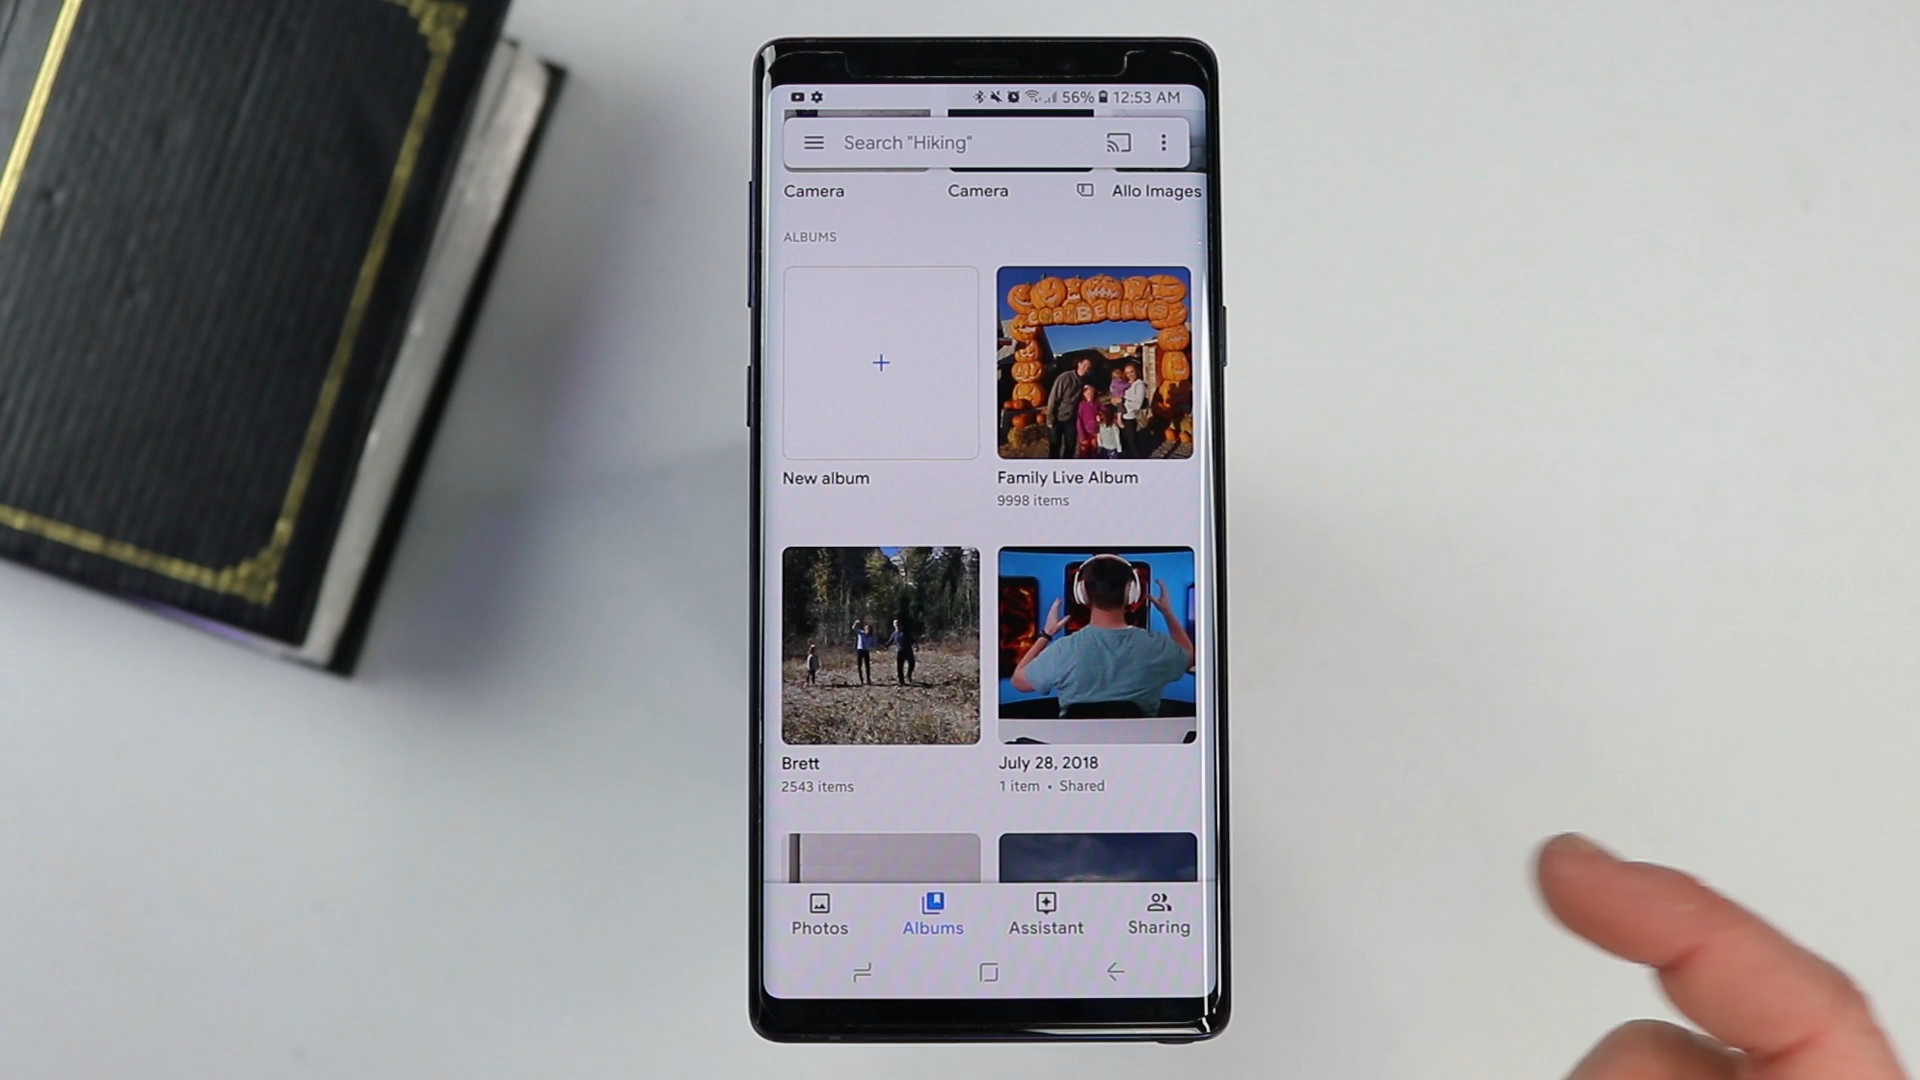 56% 12:53 AM
Search "Hiking"
Camera Camera Allo Images
ALBUMS
New album
Family Live Album
9998 items
Brett
2543 items
July 28, 2018
1 item • Shared
Photos Albums Assistant Sharing